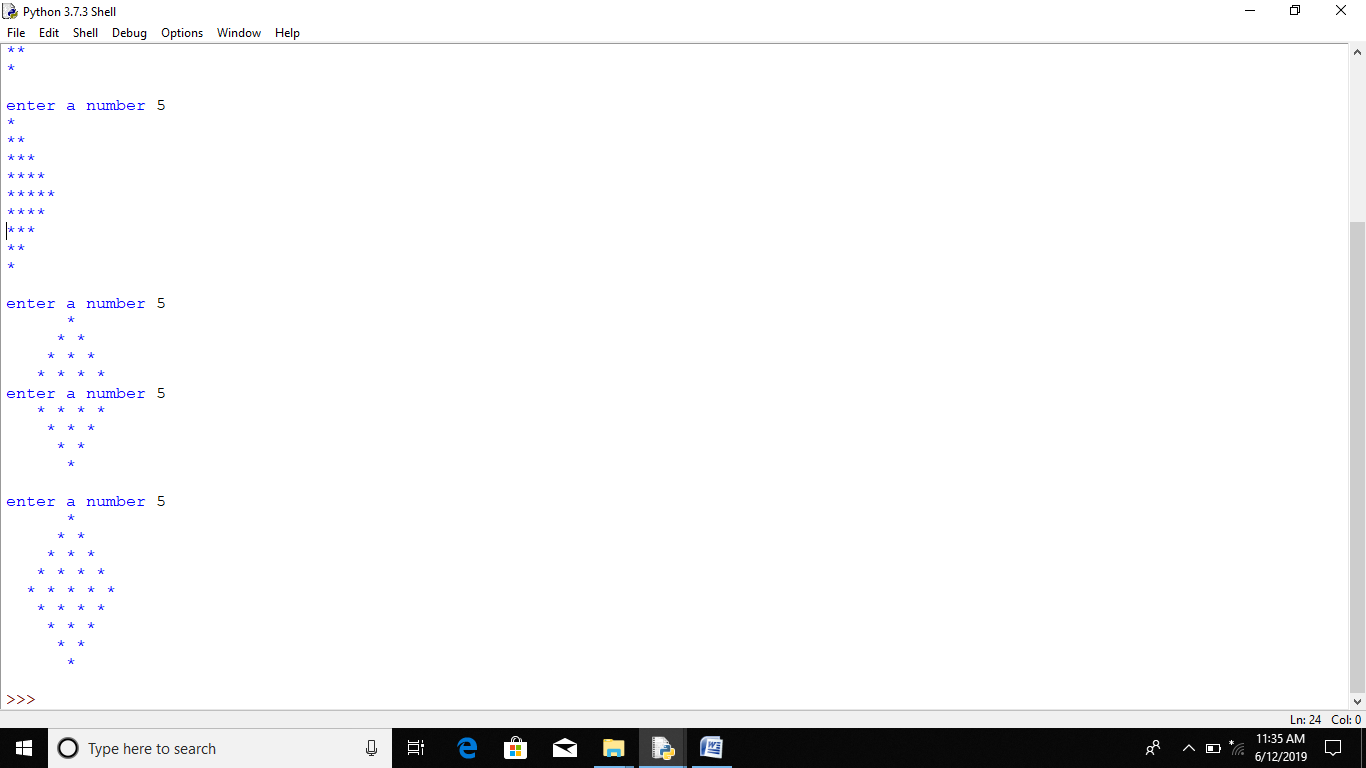 Python 3.7.3 Shell
File Edit Shell Debug Options Window Help
**
*
enter a number 5
*
**
***
****
*****
****
***
**
*
enter a number 5
      *
     * *
    * * *
   * * * *
enter a number 5
   * * * *
    * * *
     * *
      *
enter a number 5
      *
     * *
    * * *
   * * * *
  * * * * *
   * * * *
    * * *
     * *
      *
>>>
Ln: 24 Col: 0
Type here to search
11:35 AM
6/12/2019